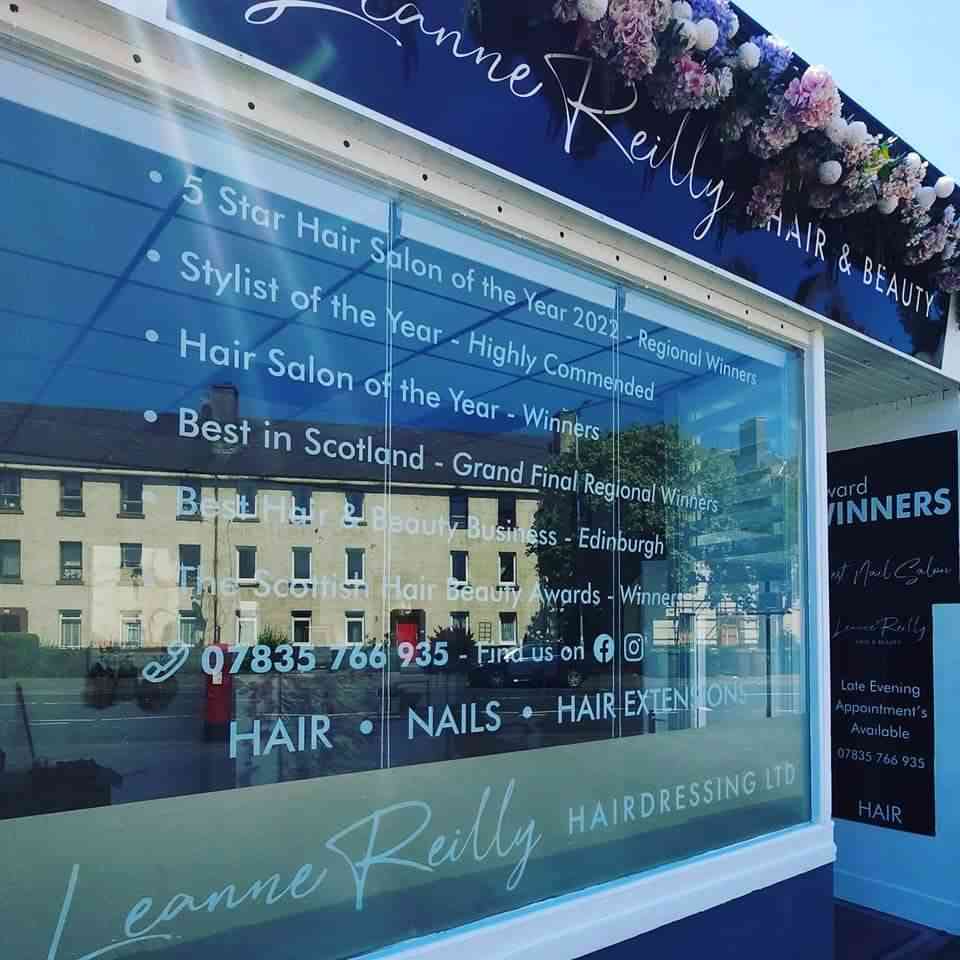 Leanne Reilly HAIR & BEAUTY
• 5 Star Hair Salon of the Year 2022 - Regional Winners
• Stylist of the Year - Highly Commended
• Hair Salon of the Year - Winners
• Best in Scotland - Grand Final Regional Winners
• Best Hair & Beauty Business - Edinburgh
• The Scottish Hair Beauty Awards - Winners
07835 766 935 - Find us on
HAIR • NAILS • HAIR EXTENSIONS
Leanne Reilly HAIRDRESSING LTD
WINNERS
Nail Salon
Leanne Reilly
HAIR & BEAUTY
Late Evening
Appointment's
Available
07835 766 935
HAIR